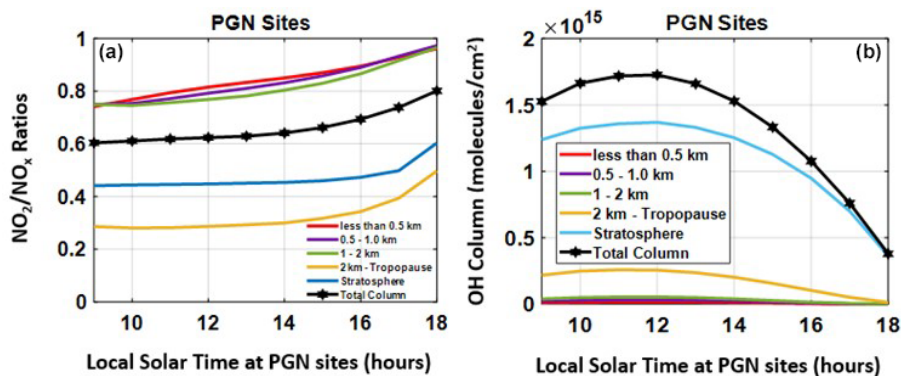 PGN Sites
(a)
NO2/NOx Ratios
1
0.8
0.6
0.4
0.2
0
less than 0.5 km
0.5 - 1.0 km
1 - 2 km
2 km - Tropopause
Stratosphere
Total Column
10 12 14 16 18
Local Solar Time at PGN sites (hours)
PGN Sites
× 10^15
(b)
OH Column (molecules/cm²)
2
1.5
1
0.5
0
less than 0.5 km
0.5 - 1.0 km
1 - 2 km
2 km - Tropopause
Stratosphere
Total Column
10 12 14 16 18
Local Solar Time at PGN sites (hours)